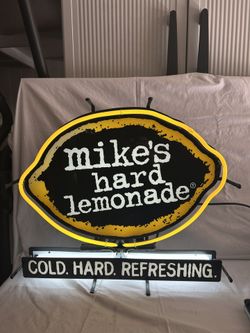 mike's
hard
lemonade®
COLD. HARD. REFRESHING.